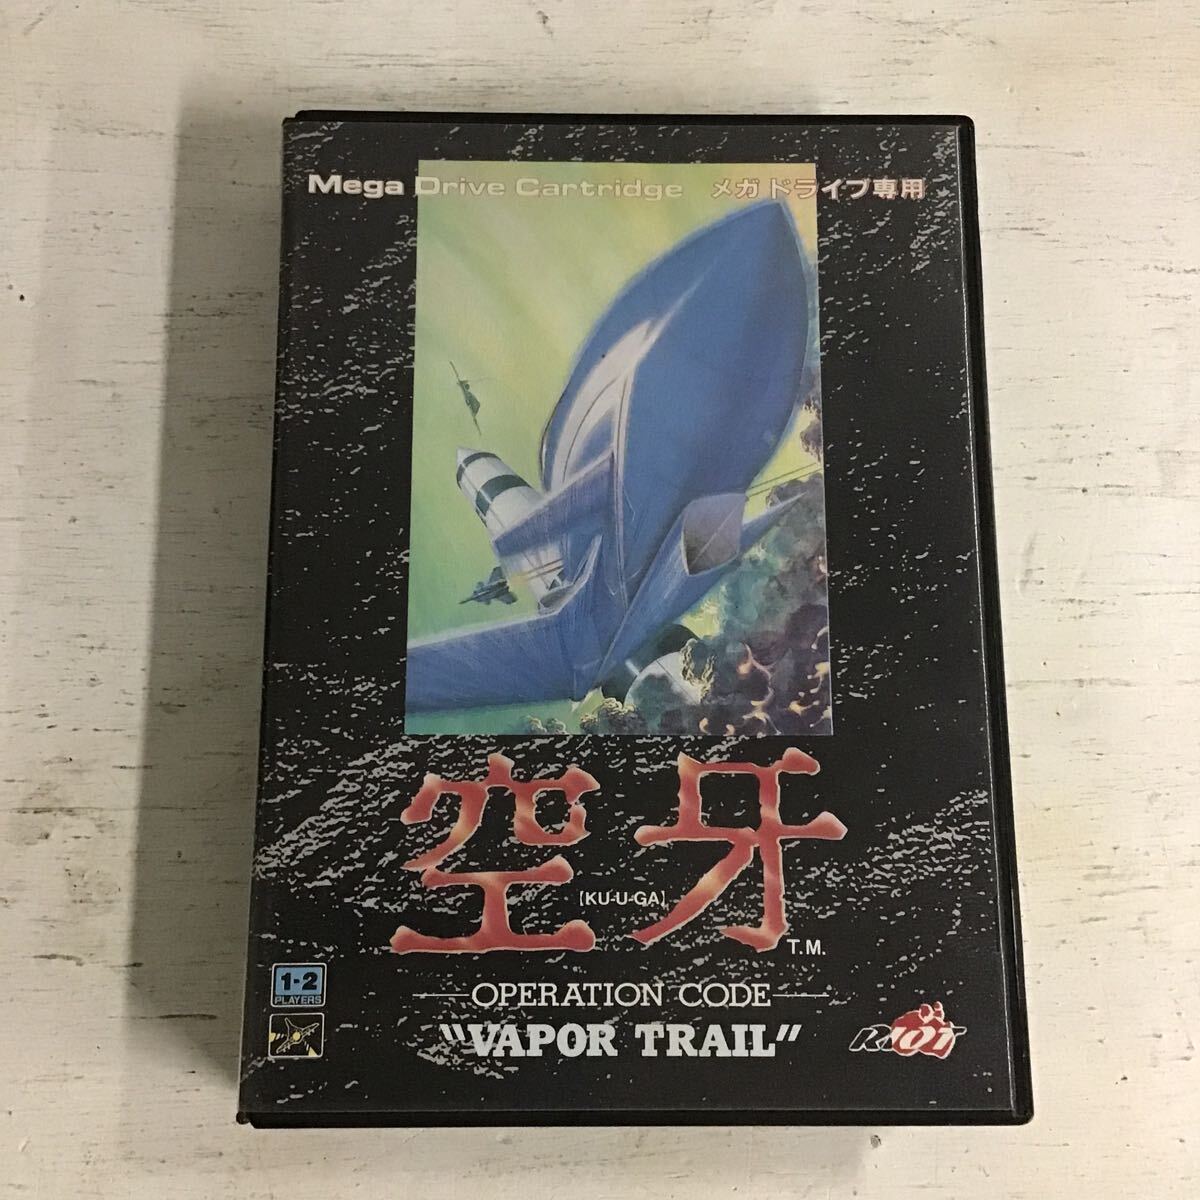 Mega Drive Cartridge メガドライブ専用
空牙
[KU-U-GA]
T.M.
1-2
PLAYERS
OPERATION CODE
"VAPOR TRAIL"
RIOT